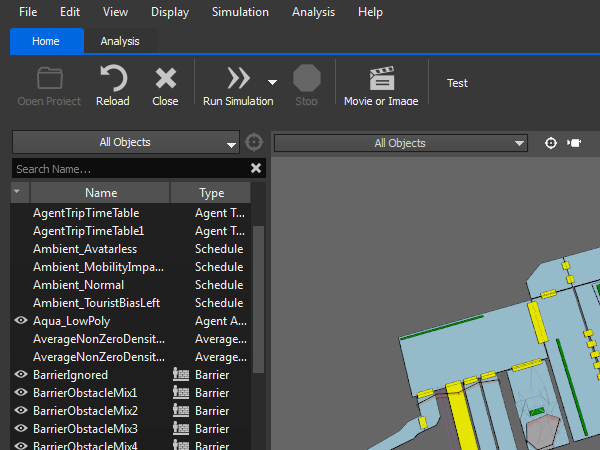 File Edit View Display Simulation Analysis Help
Home Analysis
Open Project Reload Close Run Simulation Stop Movie or Image Test
All Objects All Objects
Search Name...
Name Type
AgentTripTimeTable Agent T...
AgentTripTimeTable1 Agent T...
Ambient_Avatarless Schedule
Ambient_MobilityImpa... Schedule
Ambient_Normal Schedule
Ambient_TouristBiasLeft Schedule
Aqua_LowPoly Agent A...
AverageNonZeroDensit... Average...
AverageNonZeroDensit... Average...
BarrierIgnored Barrier
BarrierObstacleMix1 Barrier
BarrierObstacleMix2 Barrier
BarrierObstacleMix3 Barrier
BarrierObstacleMix4 Barrier